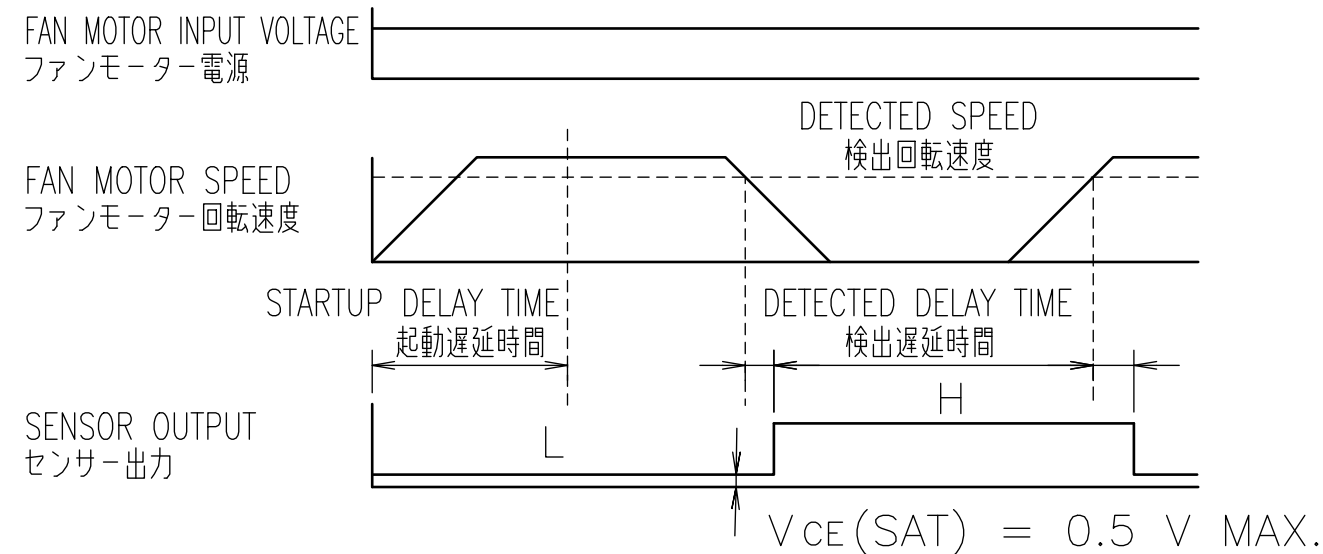 FAN MOTOR INPUT VOLTAGE
ファンモーター電源
DETECTED SPEED
検出回転速度
FAN MOTOR SPEED
ファンモーター回転速度
STARTUP DELAY TIME
起動遅延時間
DETECTED DELAY TIME
検出遅延時間
H
SENSOR OUTPUT
センサー出力
L
VCE(SAT) = 0.5 V MAX.